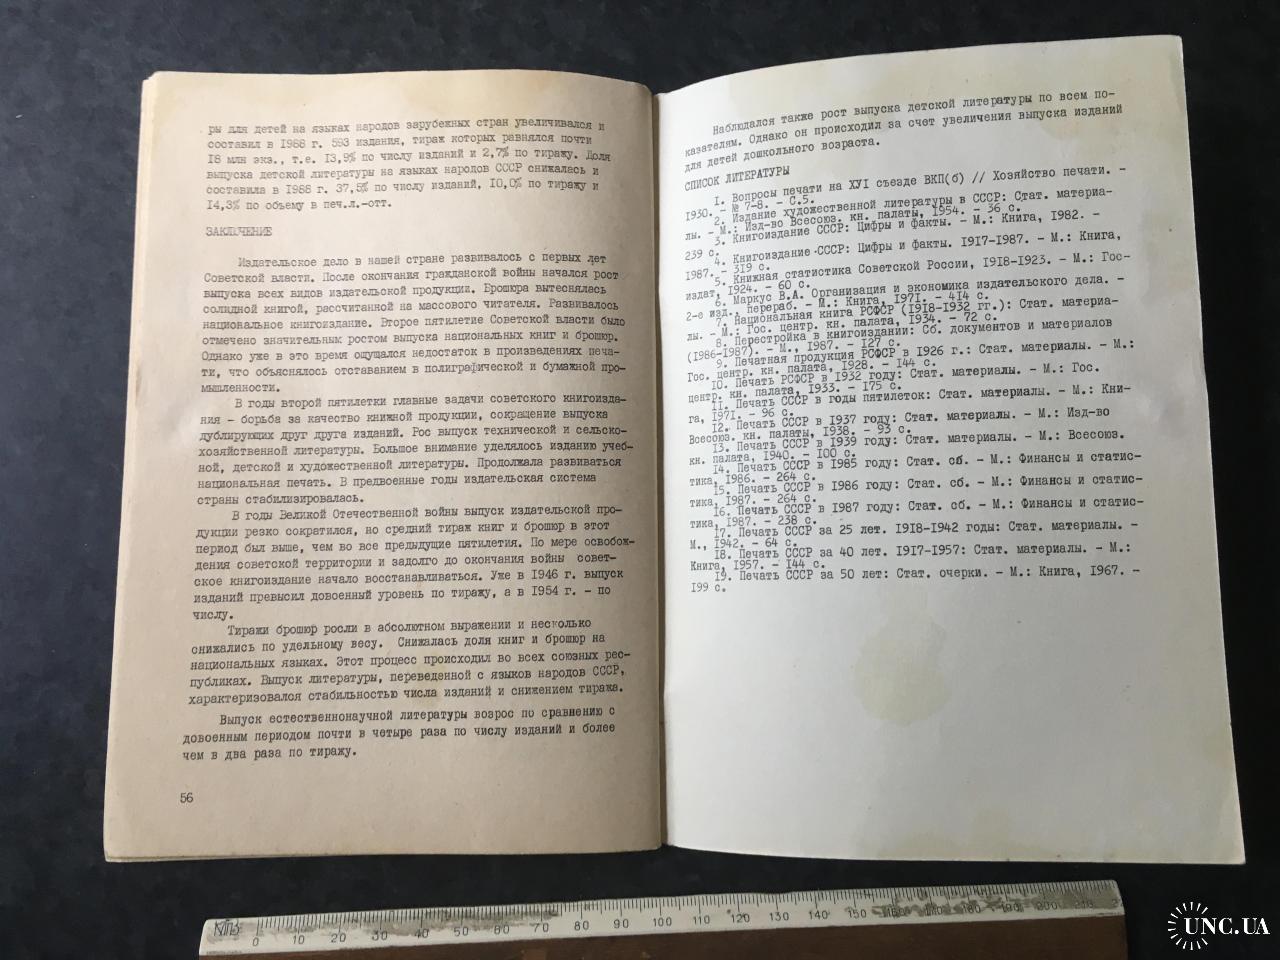 ры для детей на языках народов зарубежных стран увеличивался и
составил в 1988 г. 593 издания, тираж которых равнялся почти
18 млн экз., т.е. 13,9% по числу изданий и 2,7% по тиражу. Доля
выпуска детской литературы на языках народов СССР снижалась и
составила в 1988 г. 37,5% по числу изданий, 10,0% по тиражу и
14,3% по объему в печ.л.-отт.
ЗАКЛЮЧЕНИЕ
Издательское дело в нашей стране развивалось с первых лет
Советской власти. После окончания гражданской войны начался рост
выпуска всех видов издательской продукции. Брошюра вытеснялась
солидной книгой, рассчитанной на массового читателя. Развивалось
национальное книгоиздание. Второе пятилетие Советской власти было
отмечено значительным ростом выпуска национальных книг и брошюр.
Однако уже в это время ощущался недостаток в произведениях печа-
ти, что объяснялось отставанием в полиграфической и бумажной про-
мышленности.
В годы второй пятилетки главные задачи советского книгоизда-
ния - борьба за качество книжной продукции, сокращение выпуска
дублирующих друг друга изданий. Рос выпуск технической и сельско-
хозяйственной литературы. Большое внимание уделялось изданию учеб-
ной, детской и художественной литературы. Продолжала развиваться
национальная печать. В предвоенные годы издательская система
страны стабилизировалась.
В годы Великой Отечественной войны выпуск издательской про-
дукции резко сократился, но средний тираж книг и брошюр в этот
период был выше, чем во все предыдущие пятилетия. По мере освобож-
дения советской территории и задолго до окончания войны совет-
ское книгоиздание начало восстанавливаться. Уже в 1946 г. выпуск
изданий превысил довоенный уровень по тиражу, а в 1954 г. - по
числу.
Тиражи брошюр росли в абсолютном выражении и несколько
снижались по удельному весу. Снижалась доля книг и брошюр на
национальных языках. Этот процесс происходил во всех союзных рес-
публиках. Выпуск литературы, переведенной с языков народов СССР,
характеризовался стабильностью числа изданий и снижением тиража.
Выпуск естественнонаучной литературы возрос по сравнению с
довоенным периодом почти в четыре раза по числу изданий и более
чем в два раза по тиражу.
56
Наблюдался также рост выпуска детской литературы по всем по-
казателям. Однако он происходил за счет увеличения выпуска изданий
для детей дошкольного возраста.
СПИСОК ЛИТЕРАТУРЫ
1. Вопросы печати на ХУI съезде ВКП(б) // Хозяйство печати. -
1930. - № 7-8. - С.5.
2. Издание художественной литературы в СССР: Стат. материа-
лы. - М.: Изд-во Всесоюз. кн. палаты, 1954. - 36 с.
3. Книгоиздание СССР: Цифры и факты. - М.: Книга, 1982. -
239 с.
4. Книгоиздание СССР: Цифры и факты. 1917-1987. - М.: Книга,
1987. - 319 с.
5. Книжная статистика Советской России, 1918-1923. - М.: Гос-
издат, 1924. - 60 с.
6. Маркус В.А. Организация и экономика издательского дела. -
2-е изд., перераб. - М.: Книга, 1971. - 414 с.
7. Национальная книга РСФСР (1918-1932 гг.): Стат. материа-
лы. - М.: Гос. центр. кн. палата, 1934. - 72 с.
8. Перестройка в книгоиздании: Сб. документов и материалов
(1986-1987). - М., 1987. - 127 с.
9. Печатная продукция РСФСР в 1926 г.: Стат. материалы. - М.:
Гос. центр. кн. палата, 1928. - 144 с.
10. Печать РСФСР в 1932 году: Стат. материалы. - М.: Гос.
центр. кн. палата, 1933. - 175 с.
11. Печать СССР в годы пятилеток: Стат. материалы. - М.: Кни-
га, 1971. - 96 с.
12. Печать СССР в 1937 году: Стат. материалы. - М.: Изд-во
Всесоюз. кн. палаты, 1938. - 93 с.
13. Печать СССР в 1939 году: Стат. материалы. - М.: Всесоюз.
кн. палата, 1940. - 100 с.
14. Печать СССР в 1985 году: Стат. сб. - М.: Финансы и статис-
тика, 1986. - 264 с.
15. Печать СССР в 1986 году: Стат. сб. - М.: Финансы и статис-
тика, 1987. - 264 с.
16. Печать СССР в 1987 году: Стат. сб. - М.: Финансы и статис-
тика, 1987. - 238 с.
17. Печать СССР за 25 лет. 1918-1942 годы: Стат. материалы. -
М., 1942. - 64 с.
18. Печать СССР за 40 лет. 1917-1957: Стат. материалы. - М.:
Книга, 1957. - 144 с.
19. Печать СССР за 50 лет: Стат. очерки. - М.: Книга, 1967. -
199 с.
0 10 20 30 40 50 60 70 80 90 100 110 120 130 140 150 160 170 180 190 200 210
UNC.UA